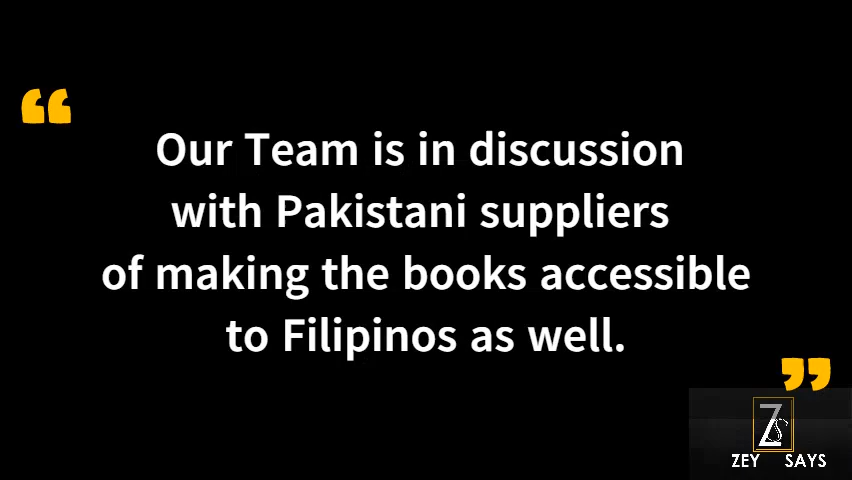 “
Our Team is in discussion
with Pakistani suppliers
of making the books accessible
to Filipinos as well.
”
Z
ZEY SAYS